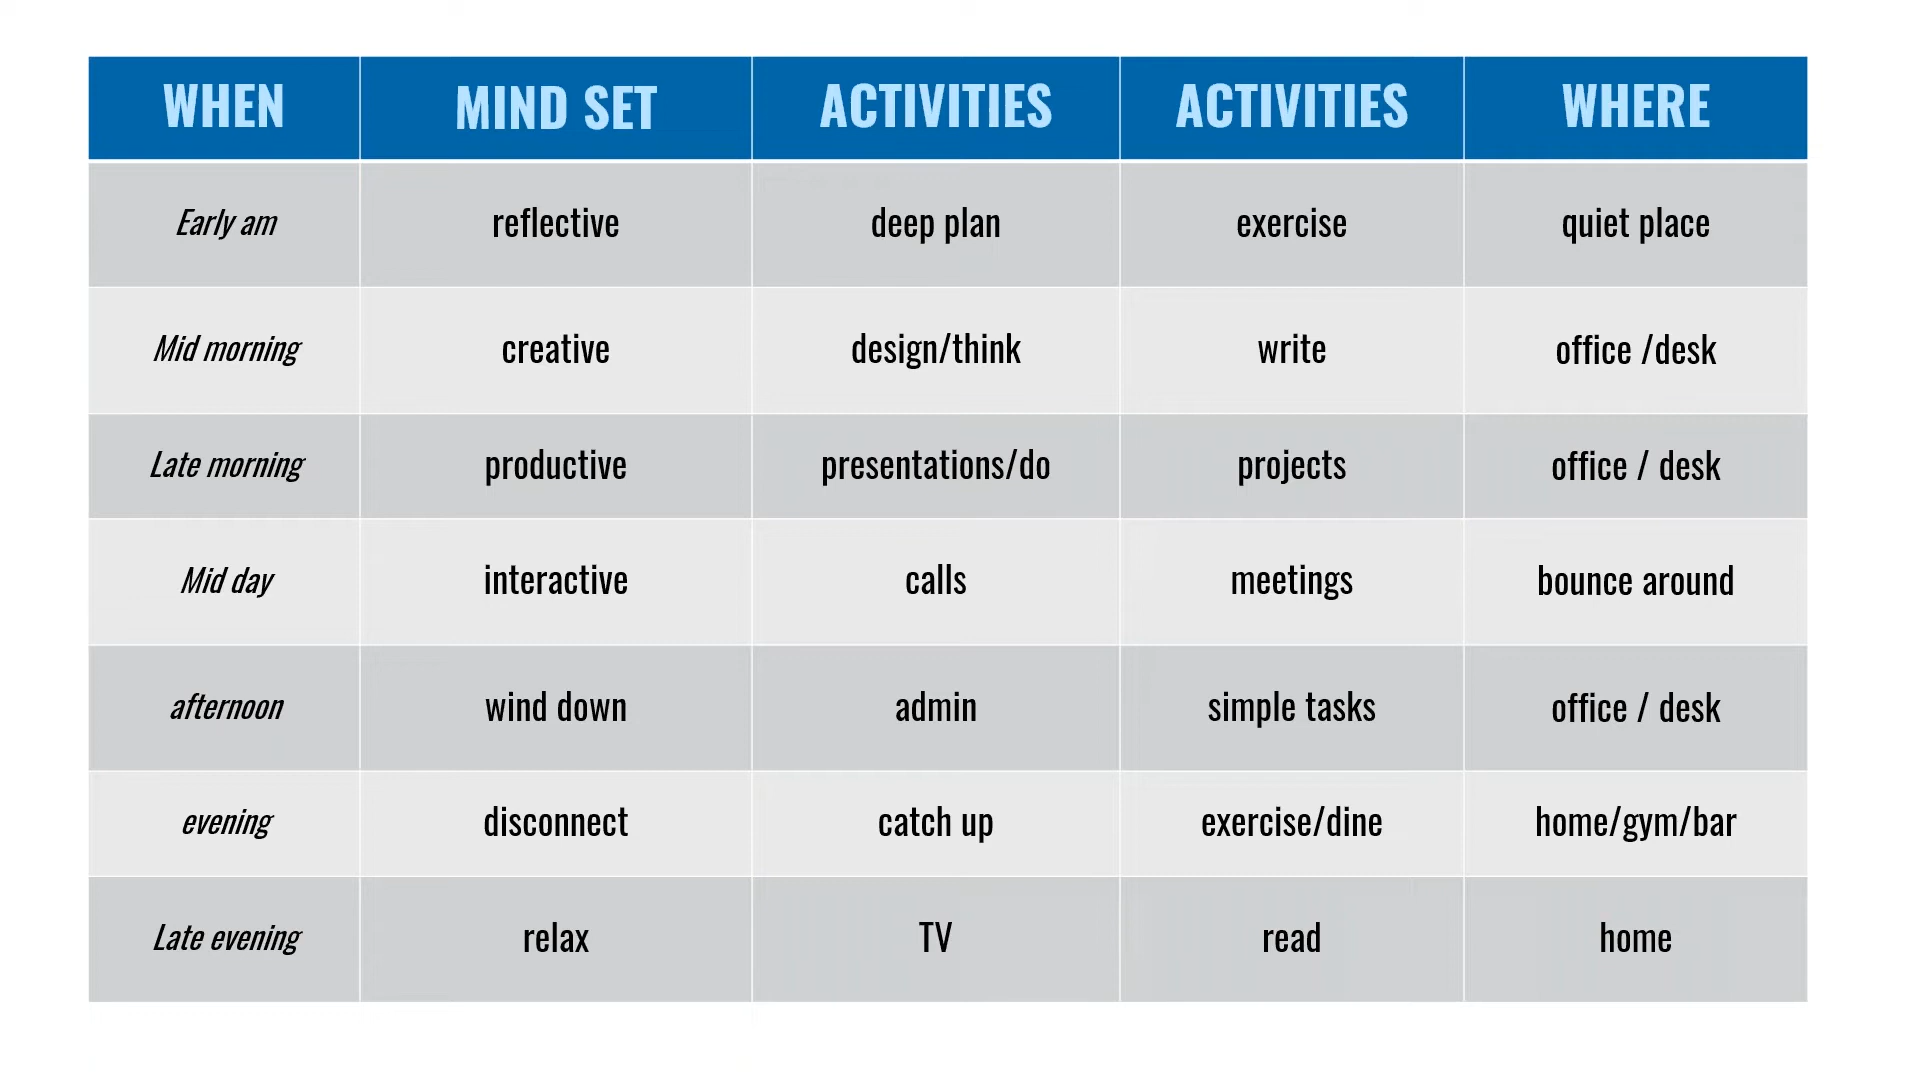 WHEN MIND SET ACTIVITIES ACTIVITIES WHERE
Early am reflective deep plan exercise quiet place
Mid morning creative design/think write office /desk
Late morning productive presentations/do projects office / desk
Mid day interactive calls meetings bounce around
afternoon wind down admin simple tasks office / desk
evening disconnect catch up exercise/dine home/gym/bar
Late evening relax TV read home